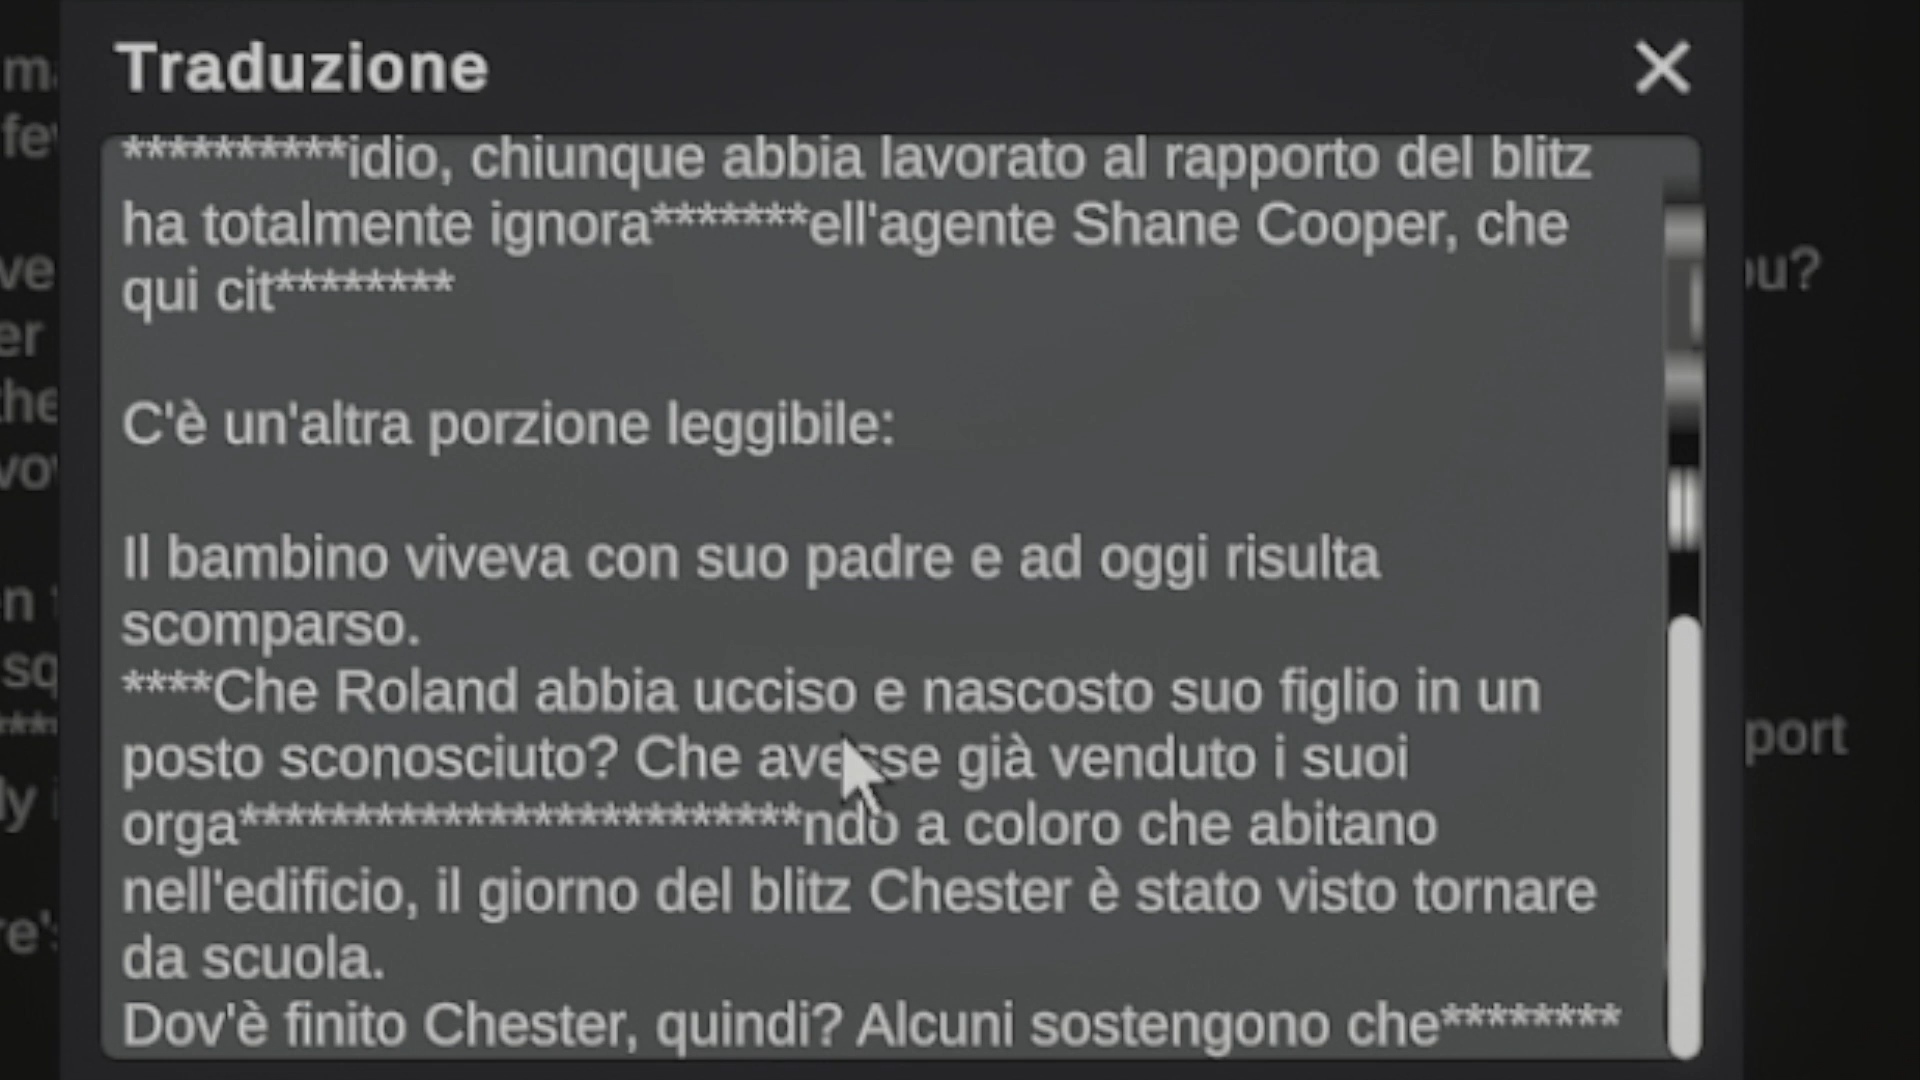 Traduzione
**********idio, chiunque abbia lavorato al rapporto del blitz
ha totalmente ignora*******ell'agente Shane Cooper, che
qui cit********
C'è un'altra porzione leggibile:
Il bambino viveva con suo padre e ad oggi risulta
scomparso.
****Che Roland abbia ucciso e nascosto suo figlio in un
posto sconosciuto? Che avesse già venduto i suoi
orga*************************ndo a coloro che abitano
nell'edificio, il giorno del blitz Chester è stato visto tornare
da scuola.
Dov'è finito Chester, quindi? Alcuni sostengono che********